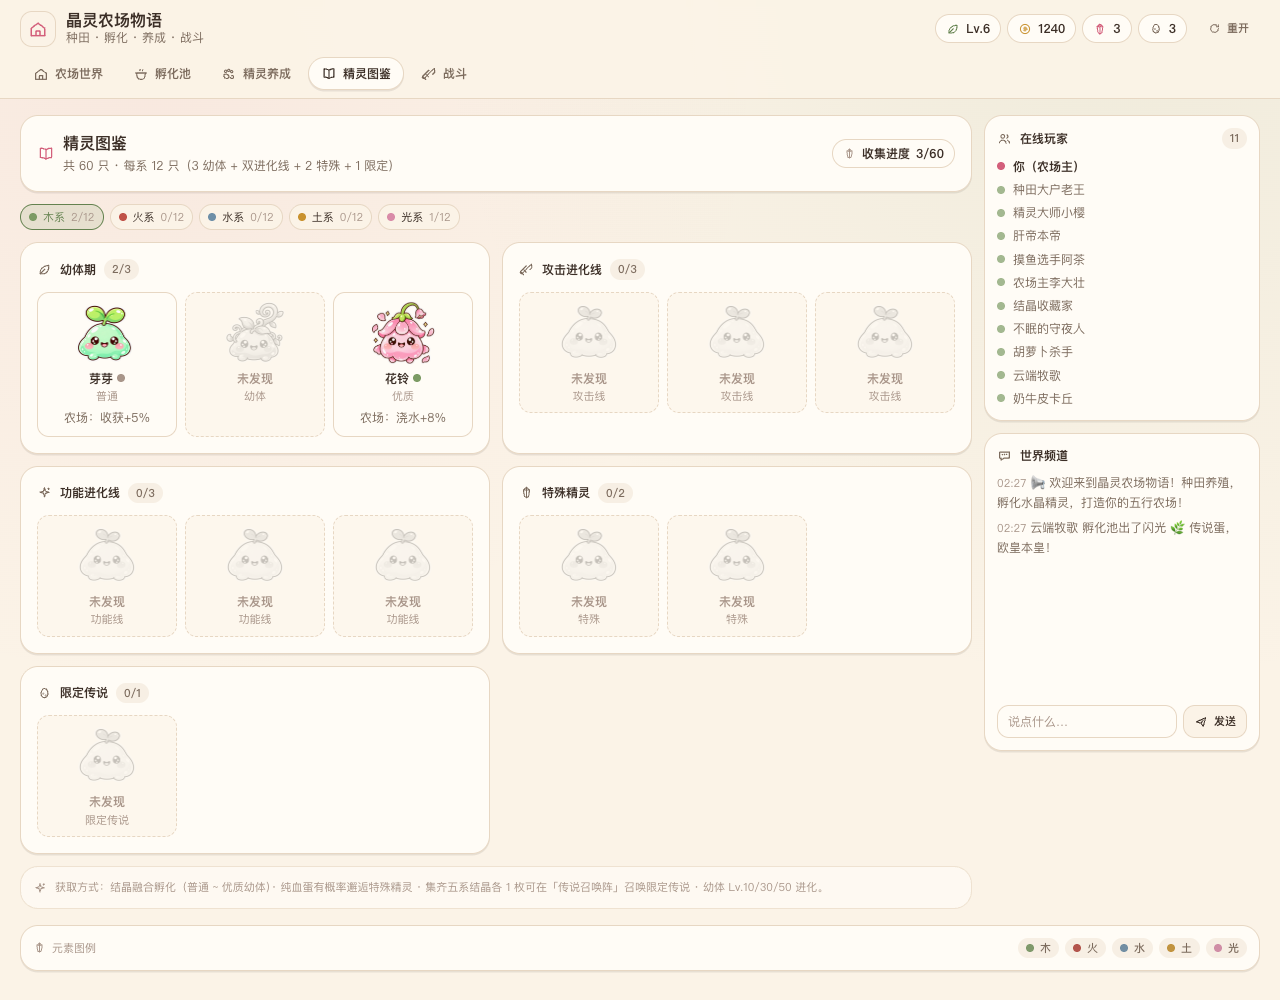 晶灵农场物语
种田 · 孵化 · 养成 · 战斗
Lv.6
1240
3
3
重开
农场世界
孵化池
精灵养成
精灵图鉴
战斗
精灵图鉴
共 60 只 · 每系 12 只（3 幼体 + 双进化线 + 2 特殊 + 1 限定）
收集进度 3/60
木系 2/12
火系 0/12
水系 0/12
土系 0/12
光系 1/12
幼体期 2/3
芽芽
普通
农场：收获+5%
未发现
幼体
花铃
优质
农场：浇水+8%
攻击进化线 0/3
未发现
攻击线
未发现
攻击线
未发现
攻击线
功能进化线 0/3
未发现
功能线
未发现
功能线
未发现
功能线
特殊精灵 0/2
未发现
特殊
未发现
特殊
限定传说 0/1
未发现
限定传说
获取方式：结晶融合孵化（普通 ~ 优质幼体）· 纯血蛋有概率邂逅特殊精灵 · 集齐五系结晶各 1 枚可在「传说召唤阵」召唤限定传说 · 幼体 Lv.10/30/50 进化。
在线玩家 11
你（农场主）
种田大户老王
精灵大师小樱
肝帝本帝
摸鱼选手阿茶
农场主李大壮
结晶收藏家
不眠的守夜人
胡萝卜杀手
云端牧歌
奶牛皮卡丘
世界频道
02:27 📢 欢迎来到晶灵农场物语！种田养殖，
孵化水晶精灵，打造你的五行农场！
02:27 云端牧歌 孵化池出了闪光 🌿 传说蛋，
欧皇本皇！
说点什么...
发送
元素图例
木
火
水
土
光